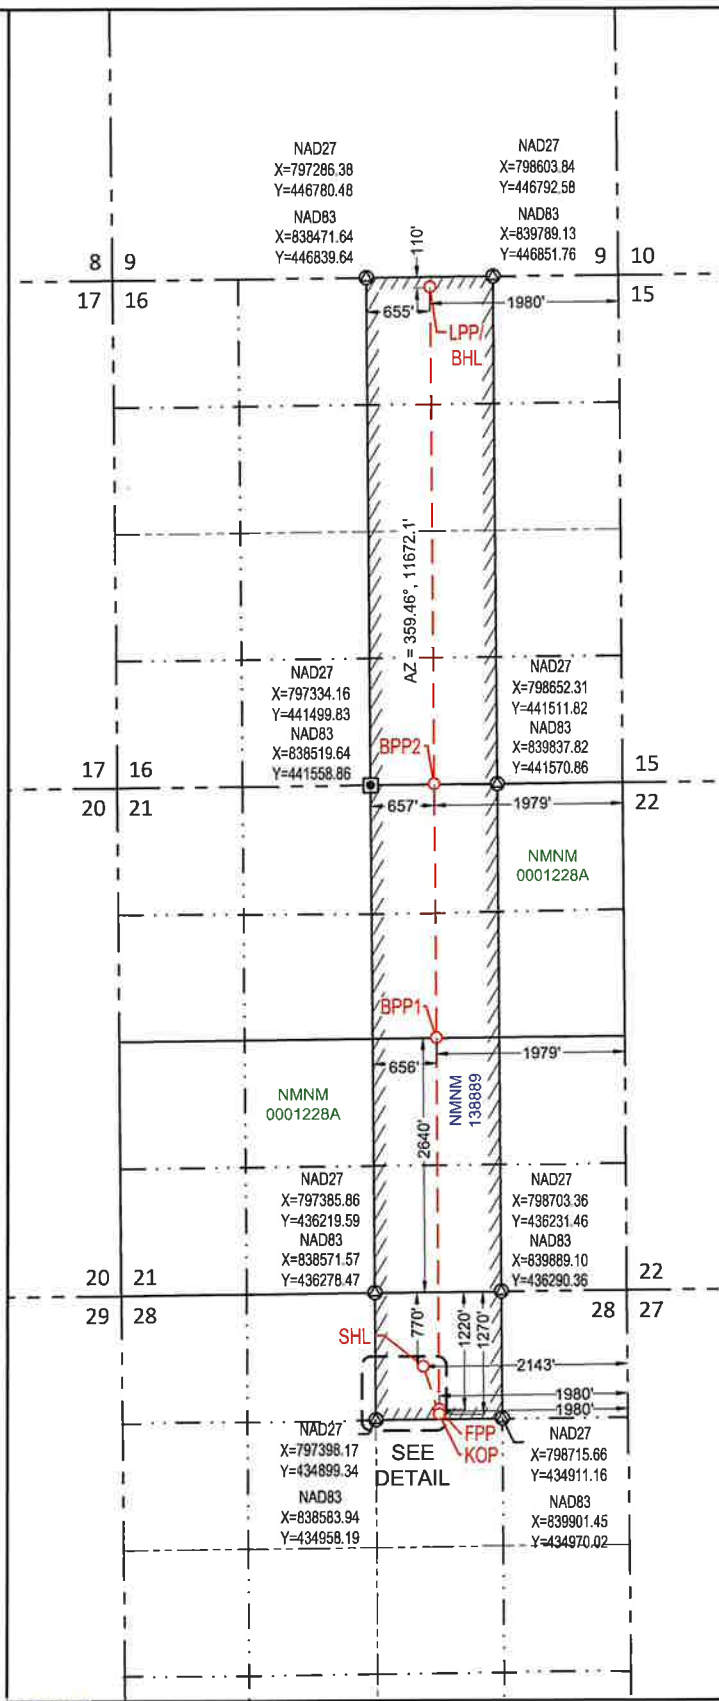 NAD27
X=797286.38
Y=446780.48
NAD83
X=838471.64
Y=446839.64
NAD27
X=798603.84
Y=446792.58
NAD83
X=839789.13
Y=446851.76
110'
8 9
17 16
9 10
15
655'
1980'
LPP/
BHL
AZ = 359.46°, 11672.1'
NAD27
X=797334.16
Y=441499.83
NAD83
X=838519.64
Y=441558.86
NAD27
X=798652.31
Y=441511.82
NAD83
X=839837.82
Y=441570.86
BPP2
17 16
20 21
15
22
657'
1979'
NMNM
0001228A
BPP1
656'
1979'
NMNM
0001228A
NMNM
138889
2640'
NAD27
X=797385.86
Y=436219.59
NAD83
X=838571.57
Y=436278.47
NAD27
X=798703.36
Y=436231.46
NAD83
X=839889.10
Y=436290.36
20 21
29 28
22
28 27
770'
1220'
1270'
SHL
2143'
1980'
1980'
FPP
KOP
SEE
DETAIL
NAD27
X=797398.17
Y=434899.34
NAD83
X=838583.94
Y=434958.19
NAD27
X=798715.66
Y=434911.16
NAD83
X=839901.45
Y=434970.02